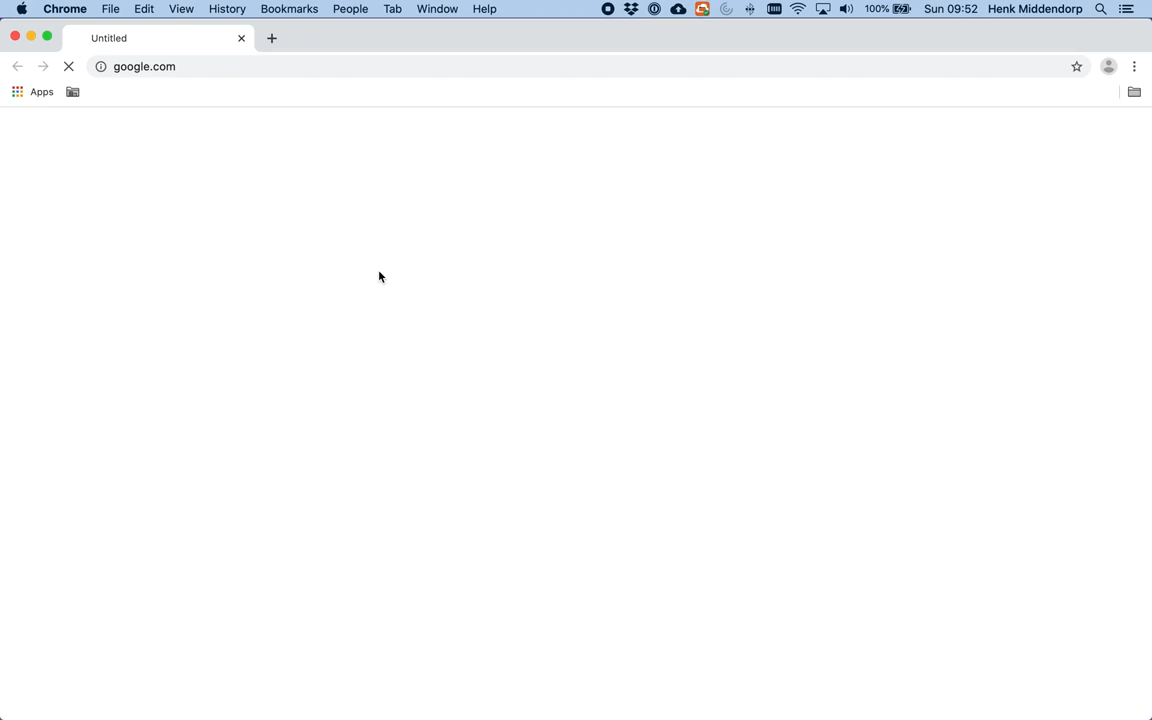 Chrome File Edit View History Bookmarks People Tab Window Help 100% Sun 09:52 Henk Middendorp
Untitled
google.com
Apps